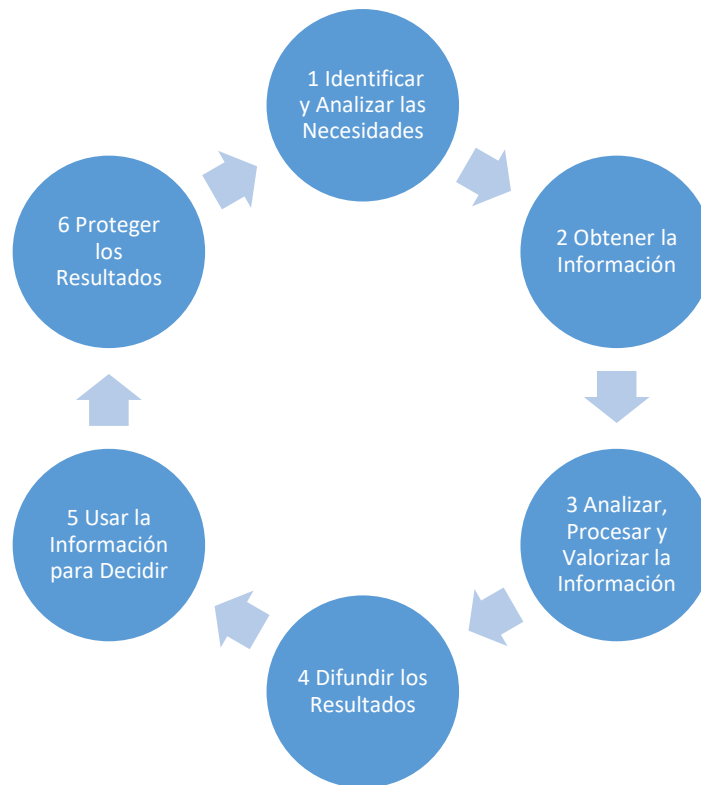 1 Identificar
y Analizar las
Necesidades
2 Obtener la
Información
3 Analizar,
Procesar y
Valorizar la
Información
4 Difundir los
Resultados
5 Usar la
Información
para Decidir
6 Proteger
los
Resultados